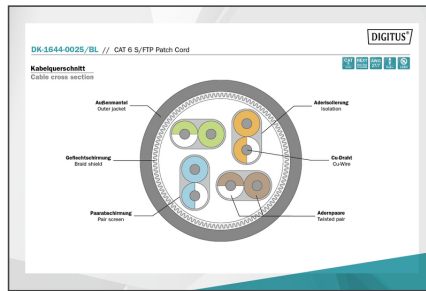 DIGITUS®
DK-1644-0025/BL // CAT 6 S/FTP Patch Cord
Kabelquerschnitt
Cable cross section
Außenmantel
Outer jacket
Aderisolierung
Isolation
Geflechtschirmung
Braid shield
Cu-Draht
Cu-Wire
Paarabschirmung
Pair screen
Adernpaare
Twisted pair